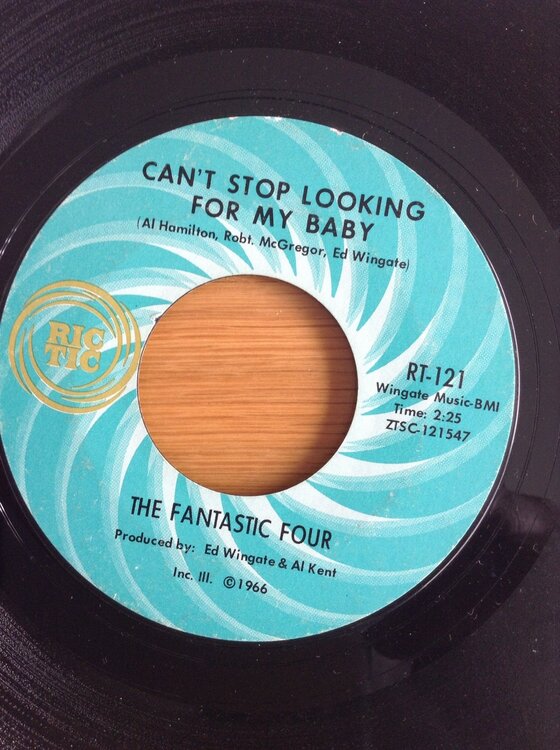 CAN'T STOP LOOKING
FOR MY BABY
(Al Hamilton, Robt. McGregor, Ed Wingate)
RIC
TIC
RT-121
Wingate Music-BMI
Time: 2:25
ZTSC-121547
THE FANTASTIC FOUR
Produced by: Ed Wingate & Al Kent
Inc. Ill. ©1966